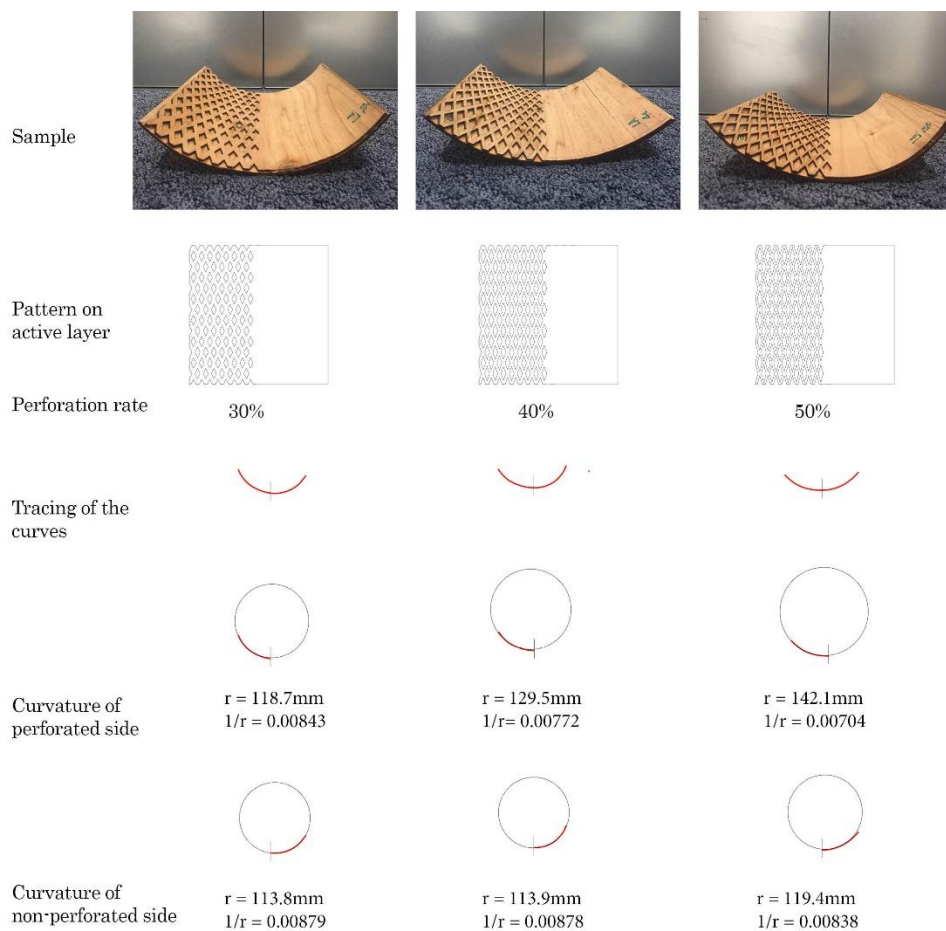 Sample
Pattern on
active layer
Perforation rate
30%
40%
50%
Tracing of the
curves
Curvature of
perforated side
r = 118.7mm
1/r = 0.00843
r = 129.5mm
1/r= 0.00772
r = 142.1mm
1/r = 0.00704
Curvature of
non-perforated side
r = 113.8mm
1/r = 0.00879
r = 113.9mm
1/r = 0.00878
r = 119.4mm
1/r = 0.00838